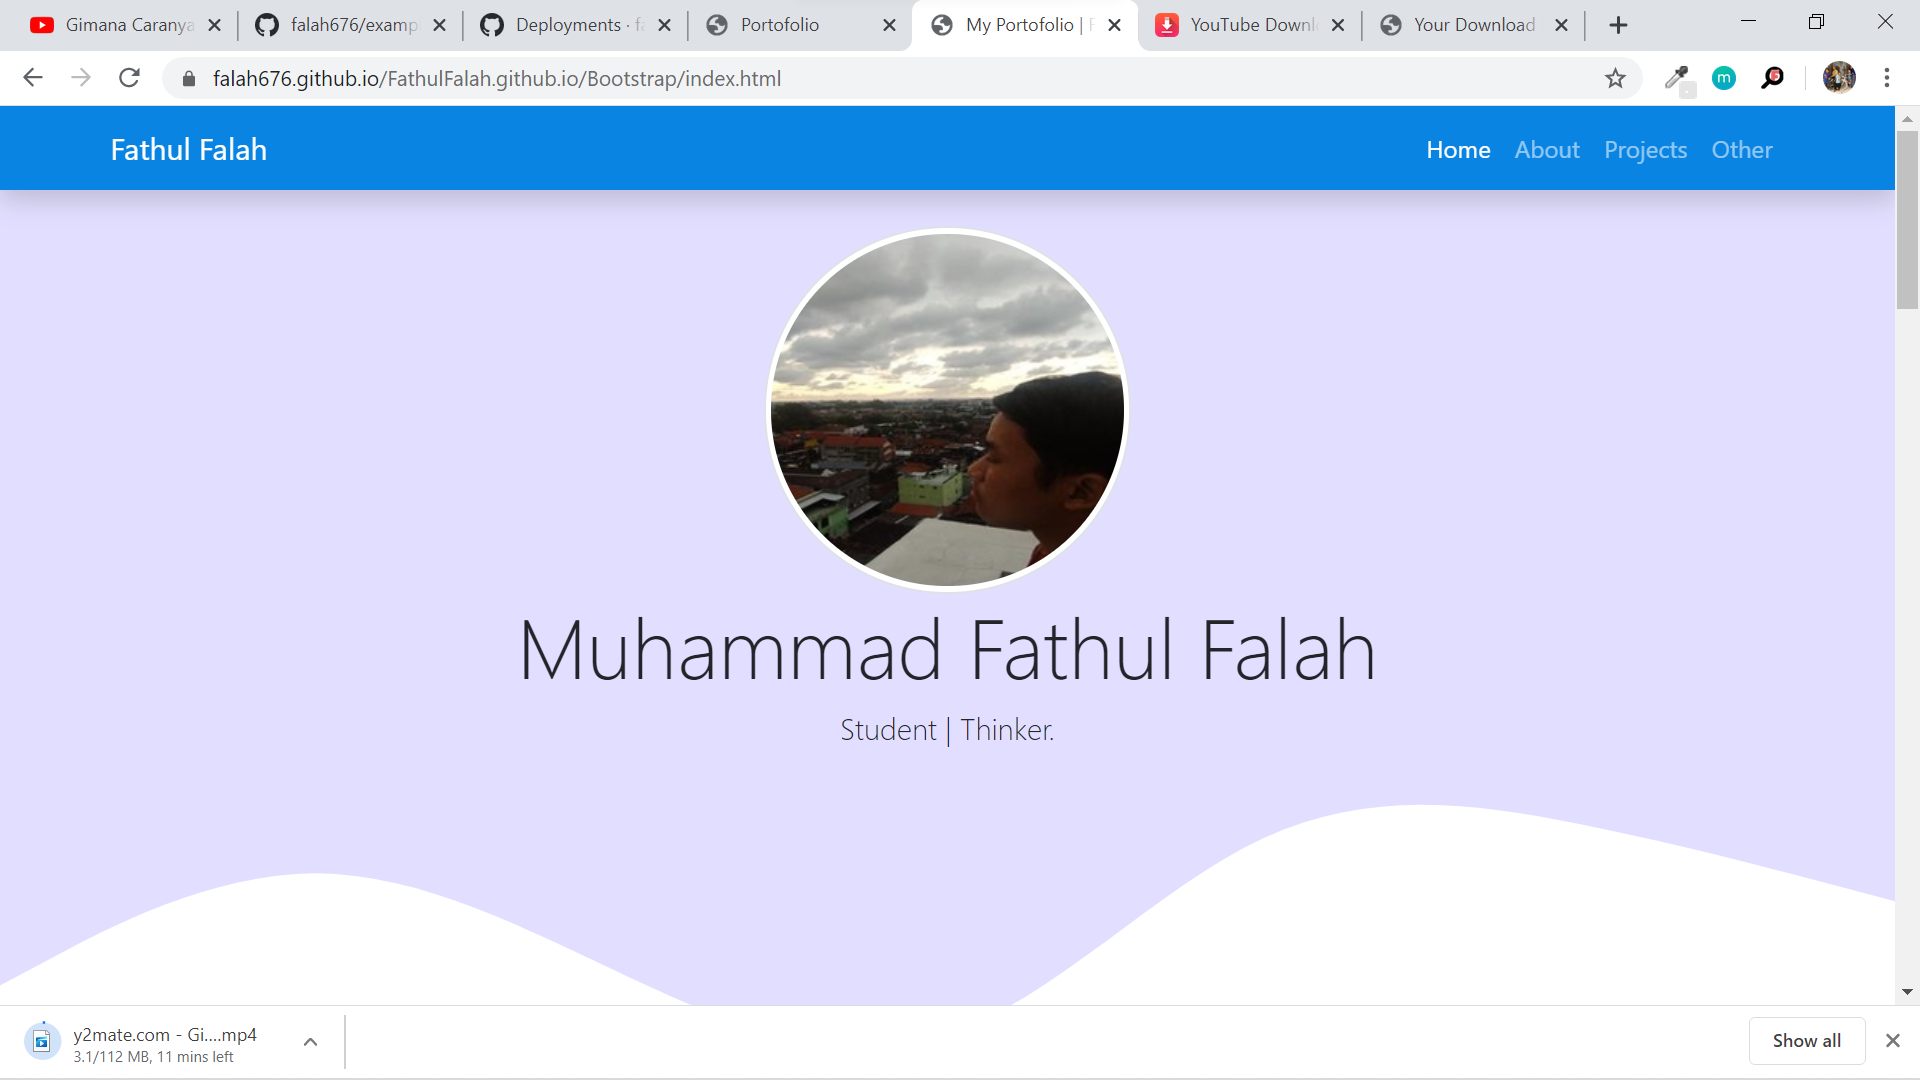 Gimana Caranya
falah676/examp
Deployments · fa
Portofolio
My Portofolio |
YouTube Downl
Your Download
falah676.github.io/FathulFalah.github.io/Bootstrap/index.html
m
Fathul Falah
Home
About
Projects
Other
Muhammad Fathul Falah
Student | Thinker.
y2mate.com - Gi....mp4
3.1/112 MB, 11 mins left
Show all